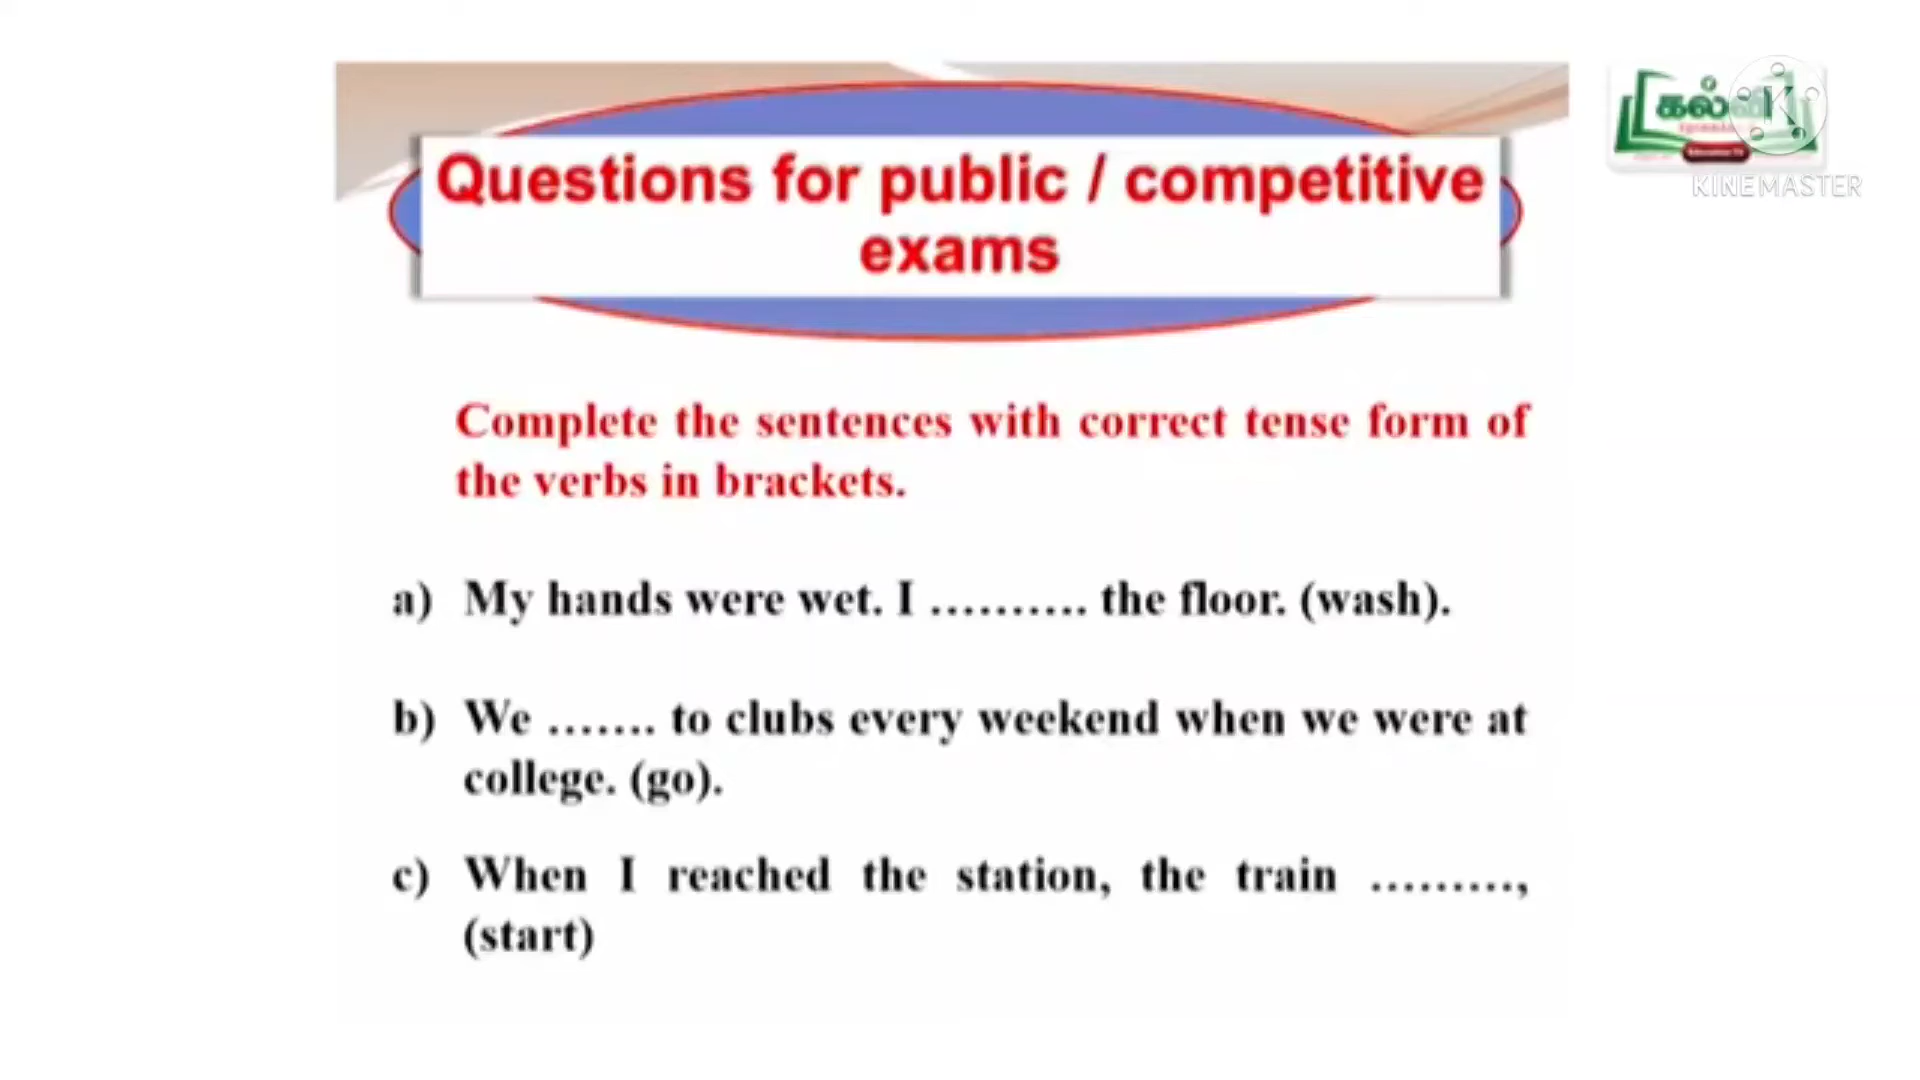 Questions for public / competitive
exams
கல்வி
KINEMASTER
Complete the sentences with correct tense form of
the verbs in brackets.
a) My hands were wet. I .......... the floor. (wash).
b) We ....... to clubs every weekend when we were at
college. (go).
c) When I reached the station, the train .........,
(start)